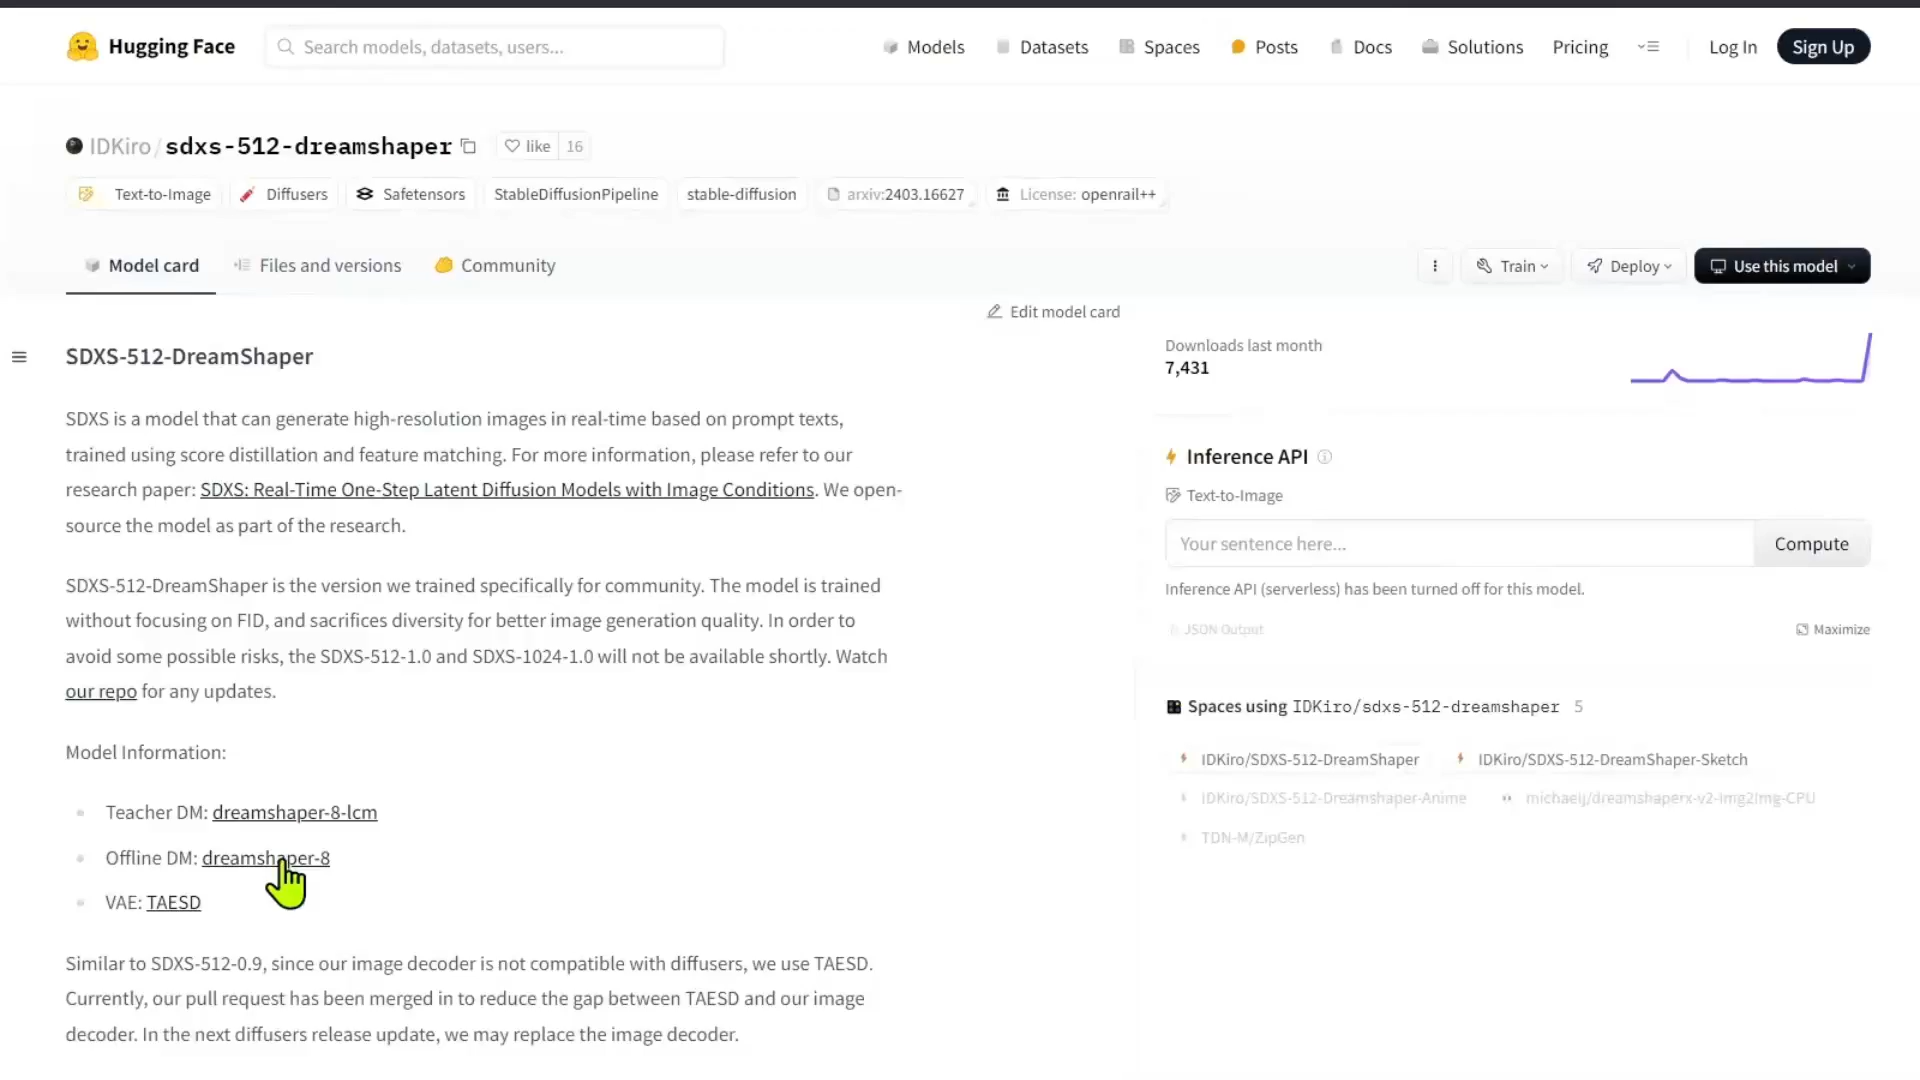 Hugging Face
Search models, datasets, users...
Models
Datasets
Spaces
Posts
Docs
Solutions
Pricing
Log In
Sign Up
IDKiro/sdxs-512-dreamshaper
like 16
Text-to-Image
Diffusers
Safetensors
StableDiffusionPipeline
stable-diffusion
arxiv:2403.16627
License: openrail++
Model card
Files and versions
Community
Train
Deploy
Use this model
Edit model card
SDXS-512-DreamShaper
SDXS is a model that can generate high-resolution images in real-time based on prompt texts,
trained using score distillation and feature matching. For more information, please refer to our
research paper: SDXS: Real-Time One-Step Latent Diffusion Models with Image Conditions. We open-
source the model as part of the research.
SDXS-512-DreamShaper is the version we trained specifically for community. The model is trained
without focusing on FID, and sacrifices diversity for better image generation quality. In order to
avoid some possible risks, the SDXS-512-1.0 and SDXS-1024-1.0 will not be available shortly. Watch
our repo for any updates.
Model Information:
Teacher DM: dreamshaper-8-lcm
Offline DM: dreamshaper-8
VAE: TAESD
Similar to SDXS-512-0.9, since our image decoder is not compatible with diffusers, we use TAESD.
Currently, our pull request has been merged in to reduce the gap between TAESD and our image
decoder. In the next diffusers release update, we may replace the image decoder.
Downloads last month
7,431
Inference API
Text-to-Image
Your sentence here...
Compute
Inference API (serverless) has been turned off for this model.
JSON Output
Maximize
Spaces using IDKiro/sdxs-512-dreamshaper 5
IDKiro/SDXS-512-DreamShaper
IDKiro/SDXS-512-DreamShaper-Sketch
IDKiro/SDXS-512-Dreamshaper-Anime
michaelj/dreamshaperx-v2-Img2Img-CPU
TDN-M/ZipGen